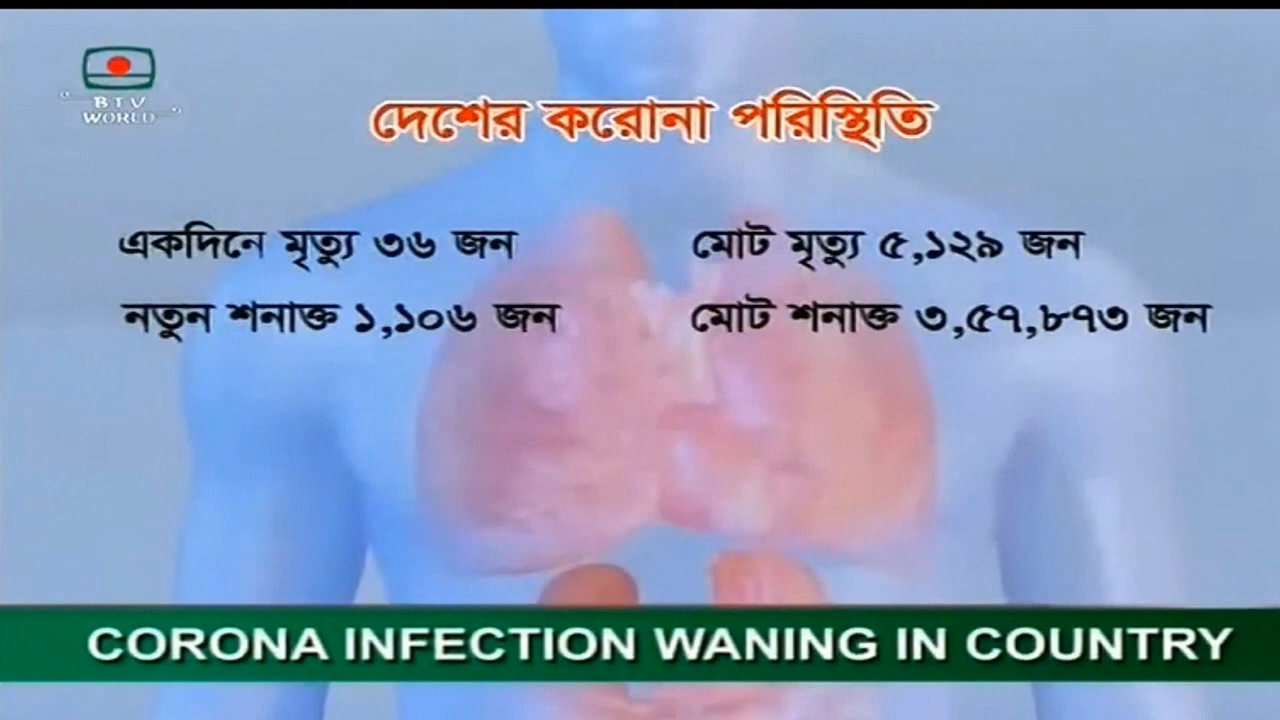 BTV
WORLD
দেশের করোনা পরিস্থিতি
একদিনে মৃত্যু ৩৬ জন
মোট মৃত্যু ৫,১২৯ জন
নতুন শনাক্ত ১,১০৬ জন
মোট শনাক্ত ৩,৫৭,৮৭৩ জন
CORONA INFECTION WANING IN COUNTRY